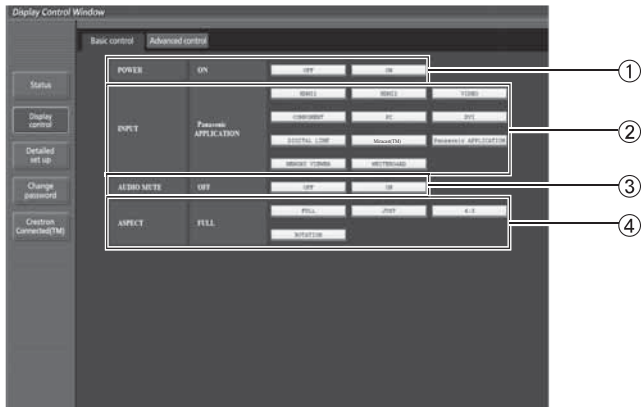 Display Control
Window
Basic control Advanced control
POWER ON OFF ON ①
Status
HDMI1 HDMI2 VIDEO
Display control
COMPONENT PC DVI
INPUT Panasonic APPLICATION ②
DIGITAL LINK Miracast(TM) Panasonic APPLICATION
Detailed set up
MEMORY VIEWER WHITEBOARD
Change password
AUDIO MUTE OFF OFF ON ③
Crestron Connected(TM)
FULL JUST 4:3
ASPECT FULL ④
ROTATION